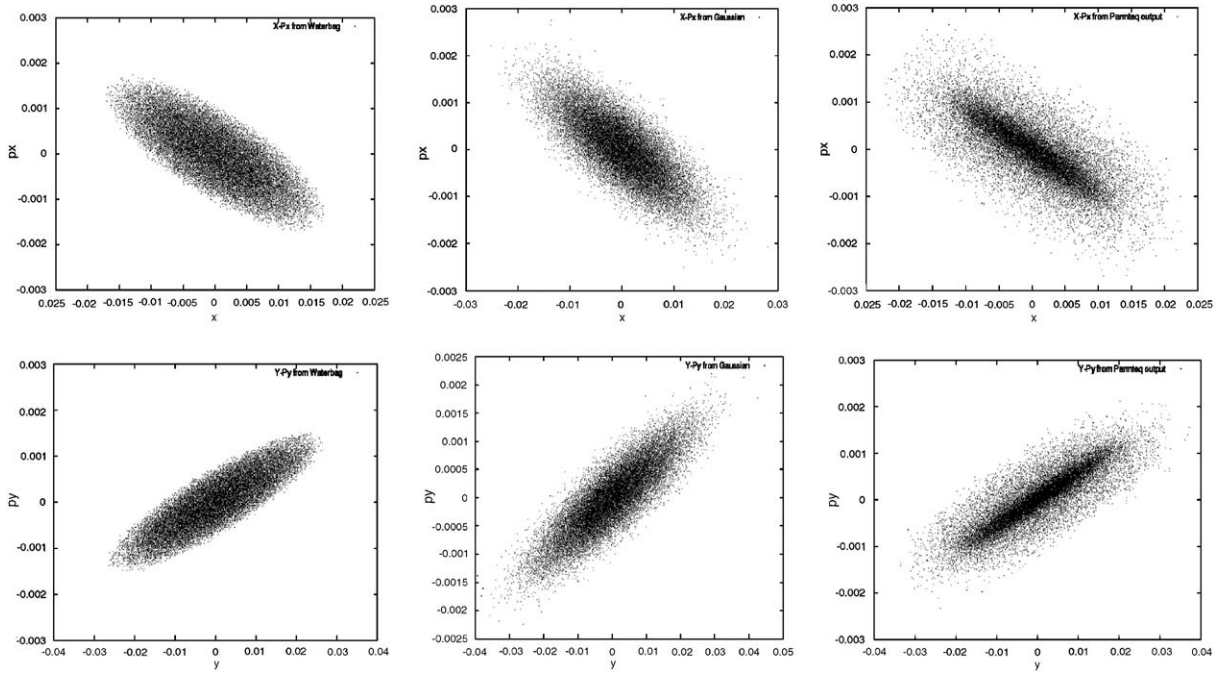 0.003
0.002
0.001
0
-0.001
-0.002
-0.003
px
X-Px from Waterbag
0.025 -0.02 -0.015 -0.01 -0.005 0 0.005 0.01 0.015 0.02 0.025
x
0.003
0.002
0.001
0
-0.001
-0.002
-0.003
px
X-Px from Gaussian
-0.03 -0.02 -0.01 0 0.01 0.02 0.03
x
0.003
0.002
0.001
0
-0.001
-0.002
-0.003
px
X-Px from Parmteq output
0.025 -0.02 -0.015 -0.01 -0.005 0 0.005 0.01 0.015 0.02 0.025
x
0.003
0.002
0.001
0
-0.001
-0.002
-0.003
py
Y-Py from Waterbag
-0.04 -0.03 -0.02 -0.01 0 0.01 0.02 0.03 0.04
y
0.0025
0.002
0.0015
0.001
0.0005
0
-0.0005
-0.001
-0.0015
-0.002
-0.0025
py
Y-Py from Gaussian
-0.04 -0.03 -0.02 -0.01 0 0.01 0.02 0.03 0.04 0.05
y
0.003
0.002
0.001
0
-0.001
-0.002
-0.003
py
Y-Py from Parmteq output
-0.04 -0.03 -0.02 -0.01 0 0.01 0.02 0.03 0.04
y